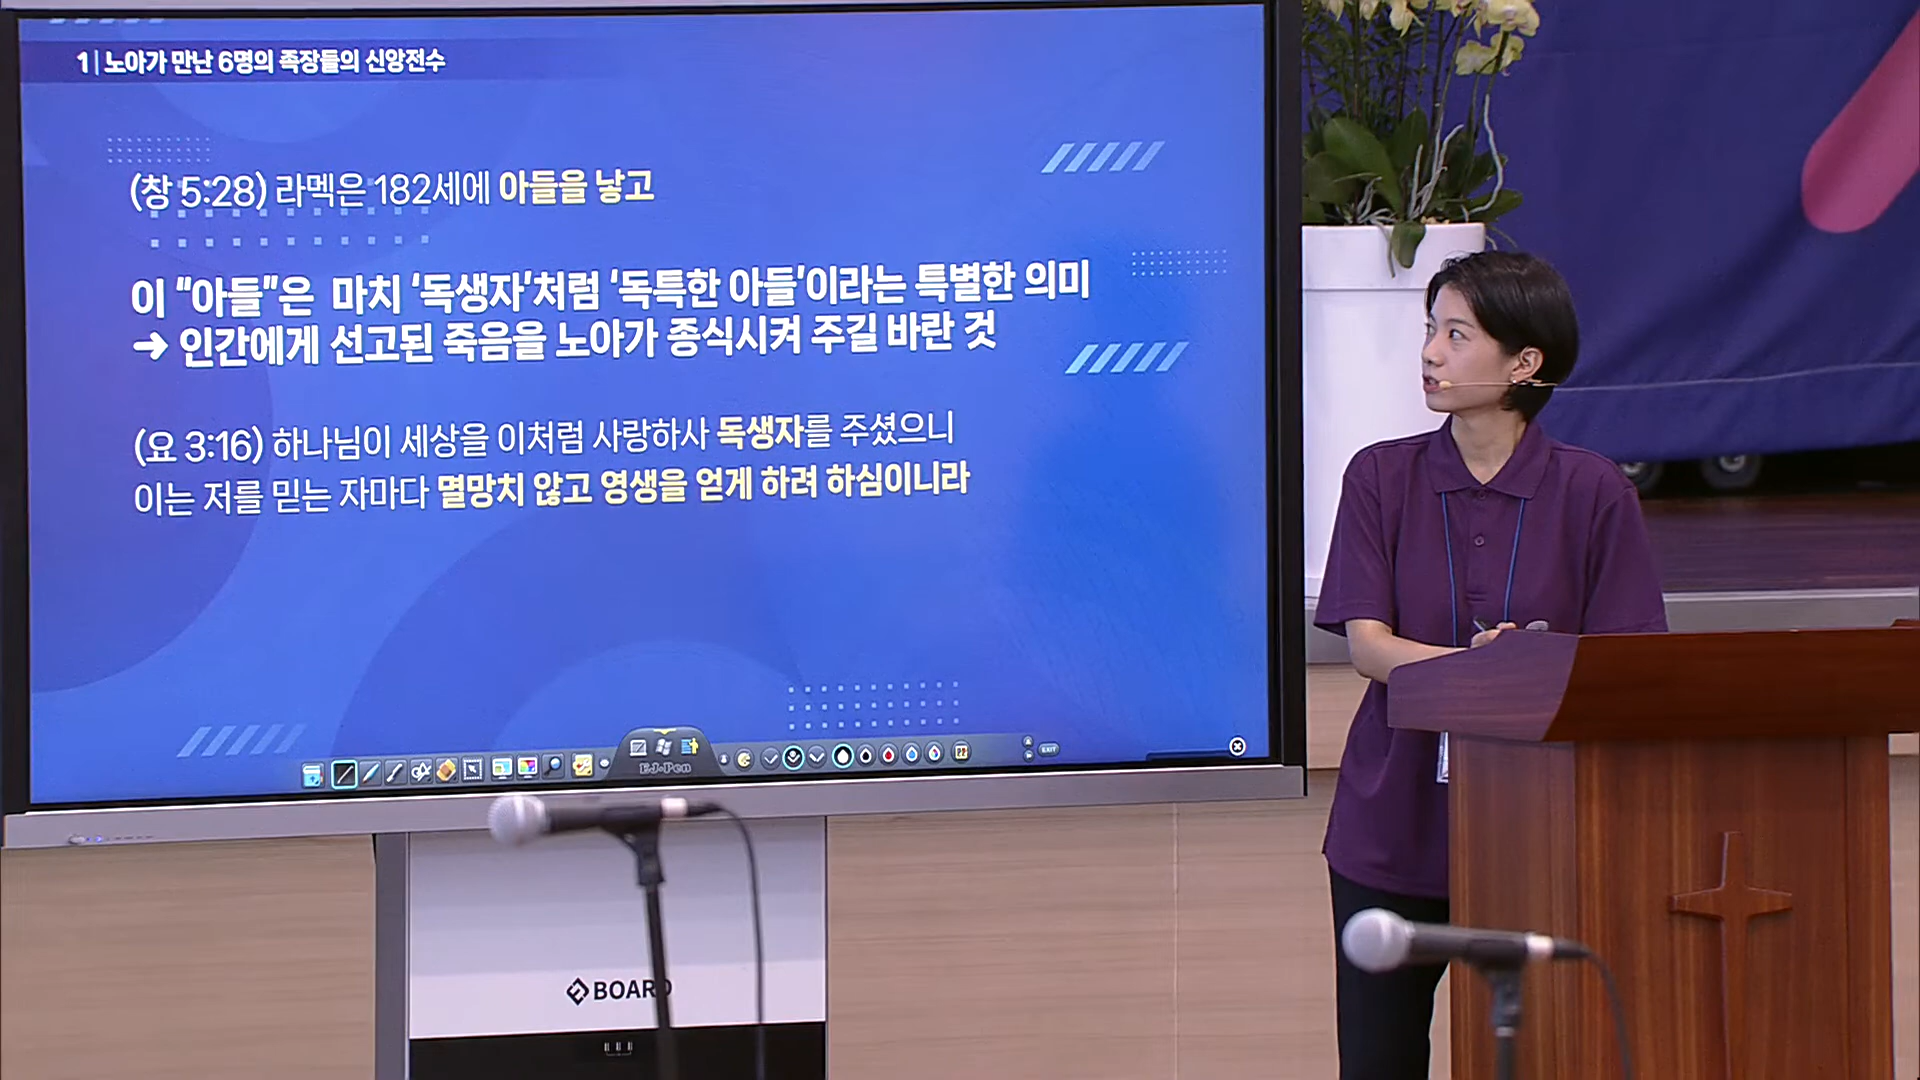 1 | 노아가 만난 6명의 족장들의 신앙전수
(창 5:28) 라멕은 182세에 아들을 낳고
이 “아들”은 마치 ‘독생자’처럼 ‘독특한 아들’이라는 특별한 의미
➔ 인간에게 선고된 죽음을 노아가 종식시켜 주길 바란 것
(요 3:16) 하나님이 세상을 이처럼 사랑하사 독생자를 주셨으니
이는 저를 믿는 자마다 멸망치 않고 영생을 얻게 하려 하심이니라
EJ-Pen
EXIT
BOARD